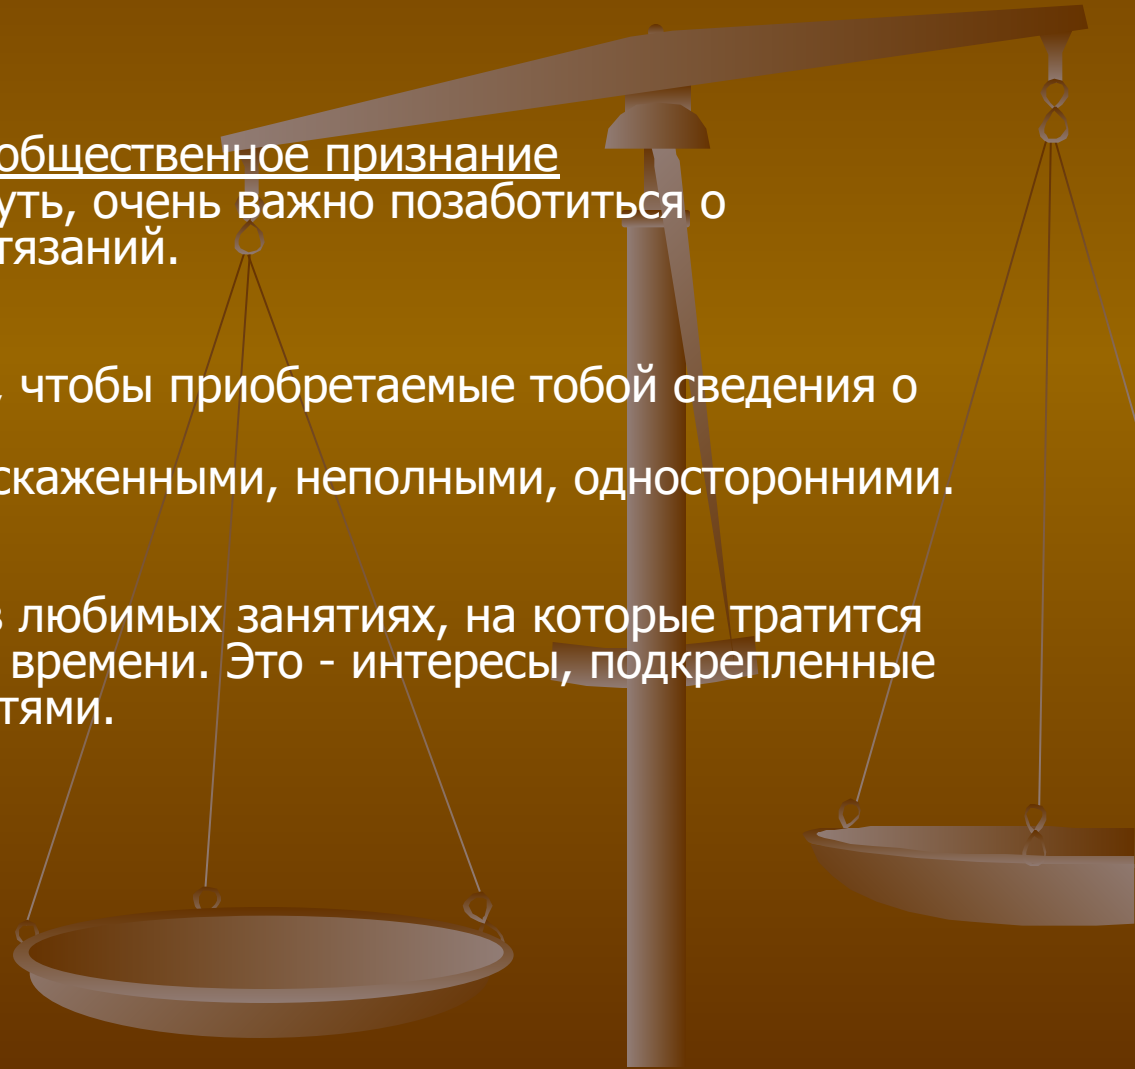 общественное признание
уть, очень важно позаботиться о
тязаний.
, чтобы приобретаемые тобой сведения о
скаженными, неполными, односторонними.
в любимых занятиях, на которые тратится
времени. Это - интересы, подкрепленные
тями.